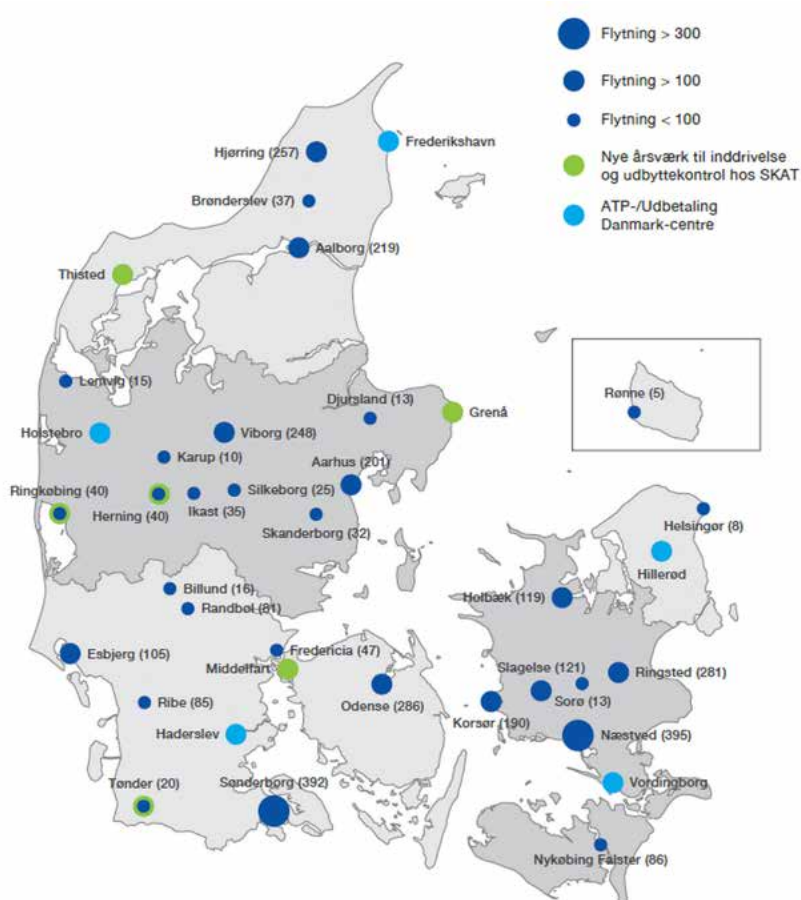 Flytning > 300
Flytning > 100
Flytning < 100
Nye årsværk til inddrivelse
og udbyttekontrol hos SKAT
ATP-/Udbetaling
Danmark-centre
Hjørring (257)
Frederikshavn
Brønderslev (37)
Aalborg (219)
Thisted
Lemvig (15)
Djursland (13)
Grenå
Rønne (5)
Holstebro
Viborg (248)
Karup (10)
Aarhus (201)
Ringkøbing (40)
Herning (40)
Ikast (35)
Silkeborg (25)
Skanderborg (32)
Helsingør (8)
Hillerød
Billund (16)
Randbøl (81)
Holbæk (119)
Esbjerg (105)
Fredericia (47)
Middelfart
Slagelse (121)
Ringsted (281)
Ribe (85)
Odense (286)
Sorø (13)
Korsør (190)
Haderslev
Næstved (395)
Tønder (20)
Sønderborg (392)
Vordingborg
Nykøbing Falster (86)